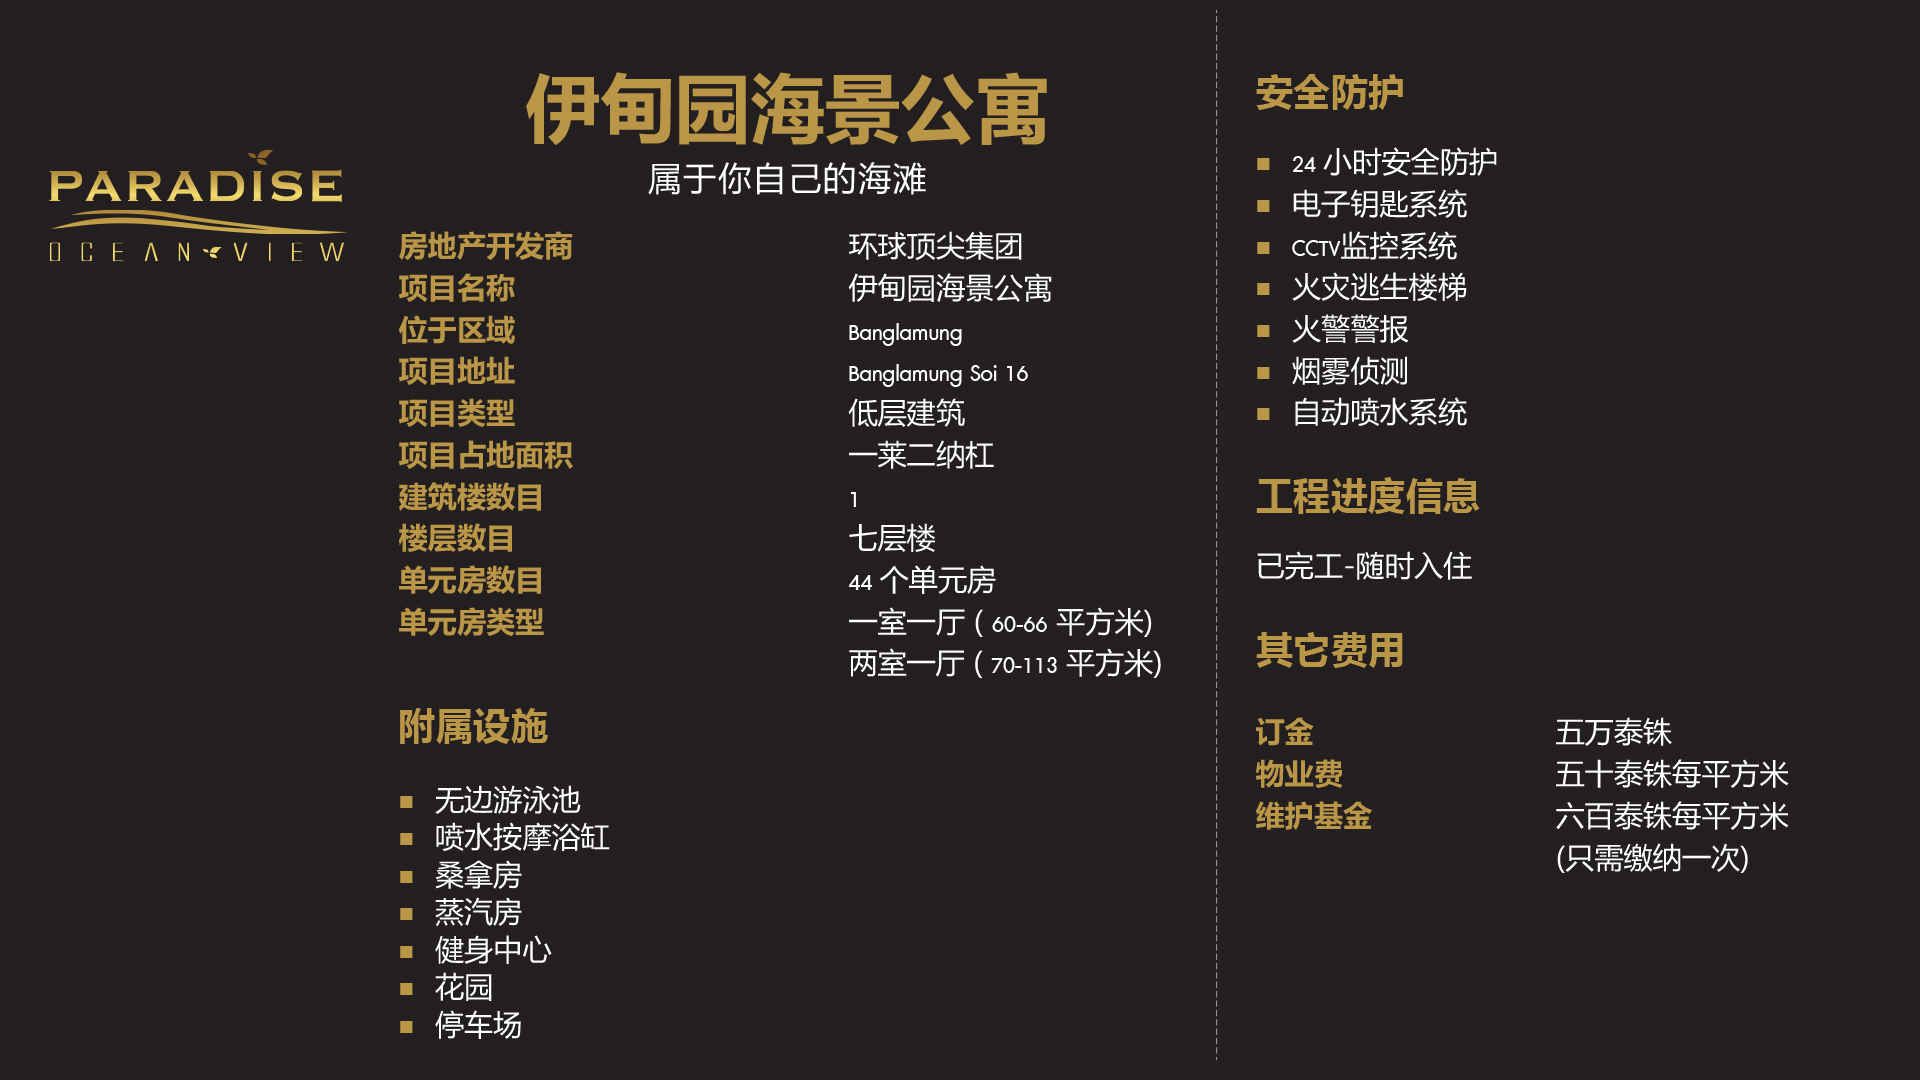 PARADISE
OCEAN VIEW
伊甸园海景公寓
属于你自己的海滩
房地产开发商 环球顶尖集团
项目名称 伊甸园海景公寓
位于区域 Banglamung
项目地址 Banglamung Soi 16
项目类型 低层建筑
项目占地面积 一莱二纳杠
建筑楼数目 1
楼层数目 七层楼
单元房数目 44 个单元房
单元房类型 一室一厅 ( 60-66 平方米)
两室一厅 ( 70-113 平方米)
附属设施
▪ 无边游泳池
▪ 喷水按摩浴缸
▪ 桑拿房
▪ 蒸汽房
▪ 健身中心
▪ 花园
▪ 停车场
安全防护
▪ 24 小时安全防护
▪ 电子钥匙系统
▪ CCTV监控系统
▪ 火灾逃生楼梯
▪ 火警警报
▪ 烟雾侦测
▪ 自动喷水系统
工程进度信息
已完工-随时入住
其它费用
订金 五万泰铢
物业费 五十泰铢每平方米
维护基金 六百泰铢每平方米
(只需缴纳一次)